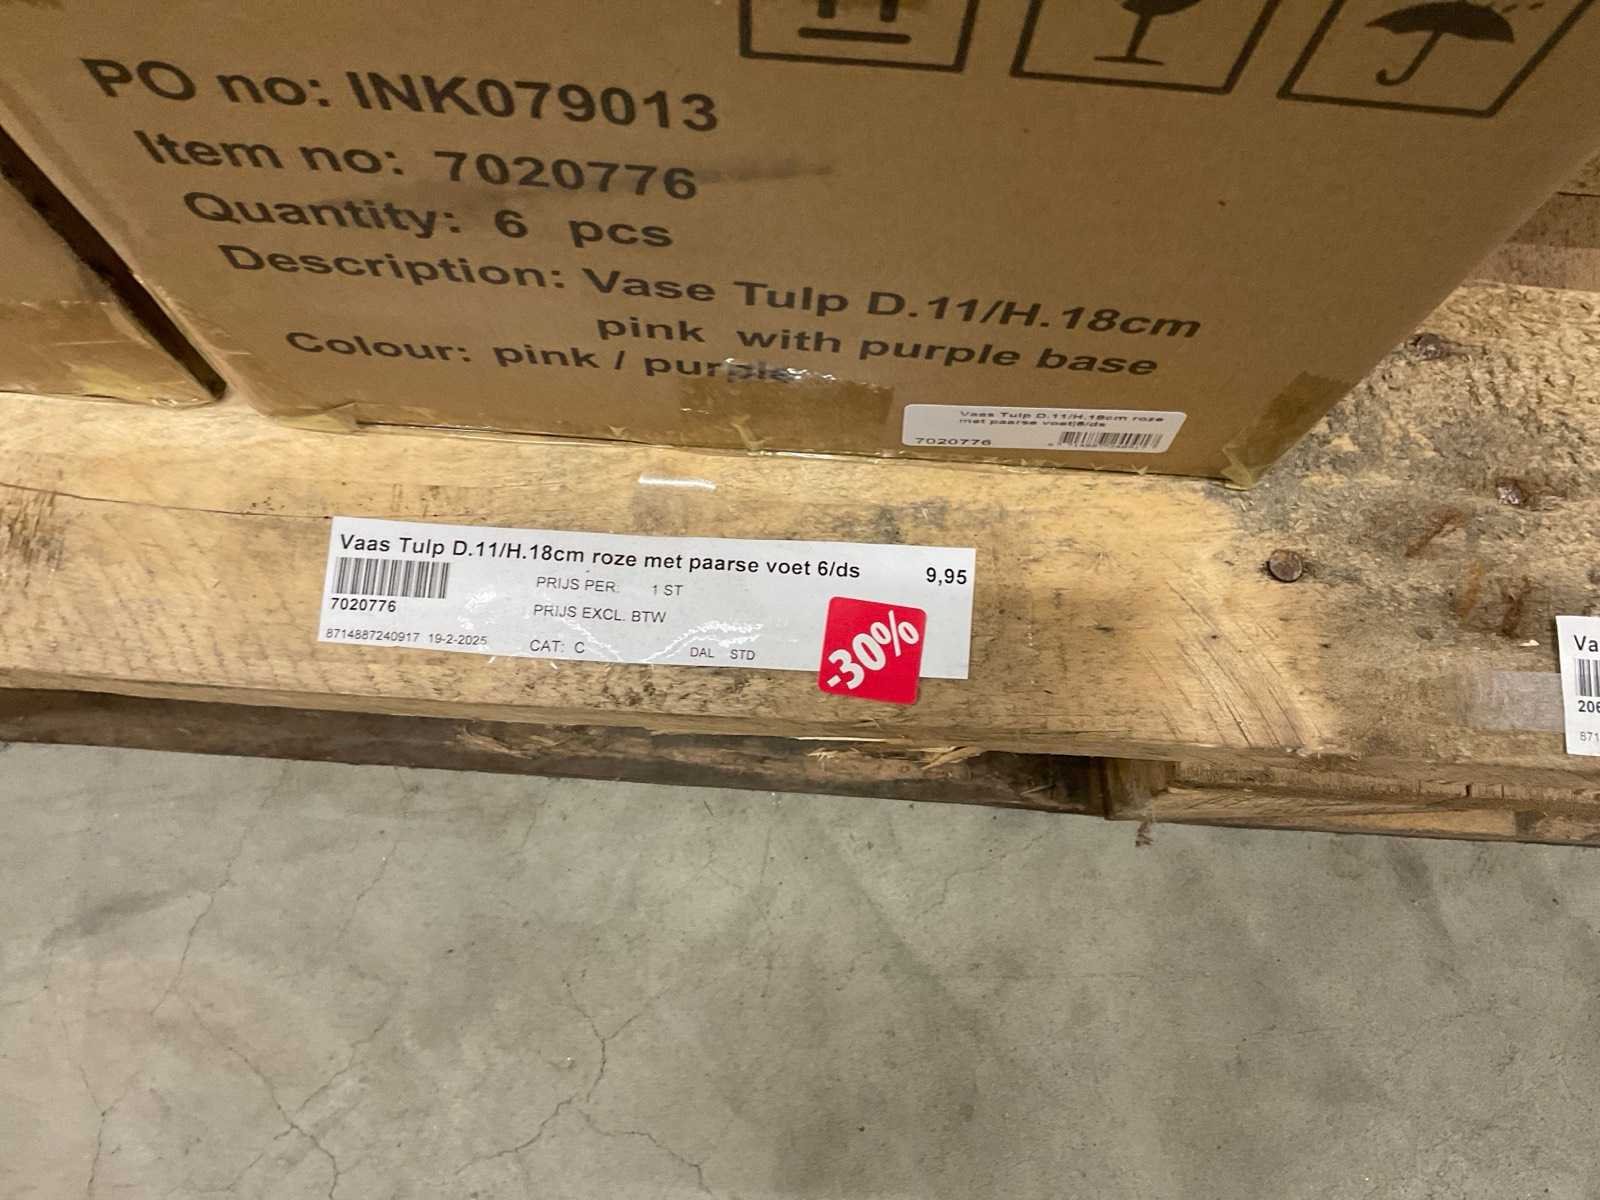 PO no: INK079013
Item no: 7020776
Quantity: 6 pcs
Description: Vase Tulp D.11/H.18cm
pink with purple base
Colour: pink / purple
Vaas Tulp D.11/H.18cm roze
met paarse voet|6/ds
7020776
Vaas Tulp D.11/H.18cm roze met paarse voet 6/ds
9,95
PRIJS PER: 1 ST
7020776
PRIJS EXCL. BTW
8714887240917 19-2-2025
CAT: C
DAL STD
-30%
Va
206
871